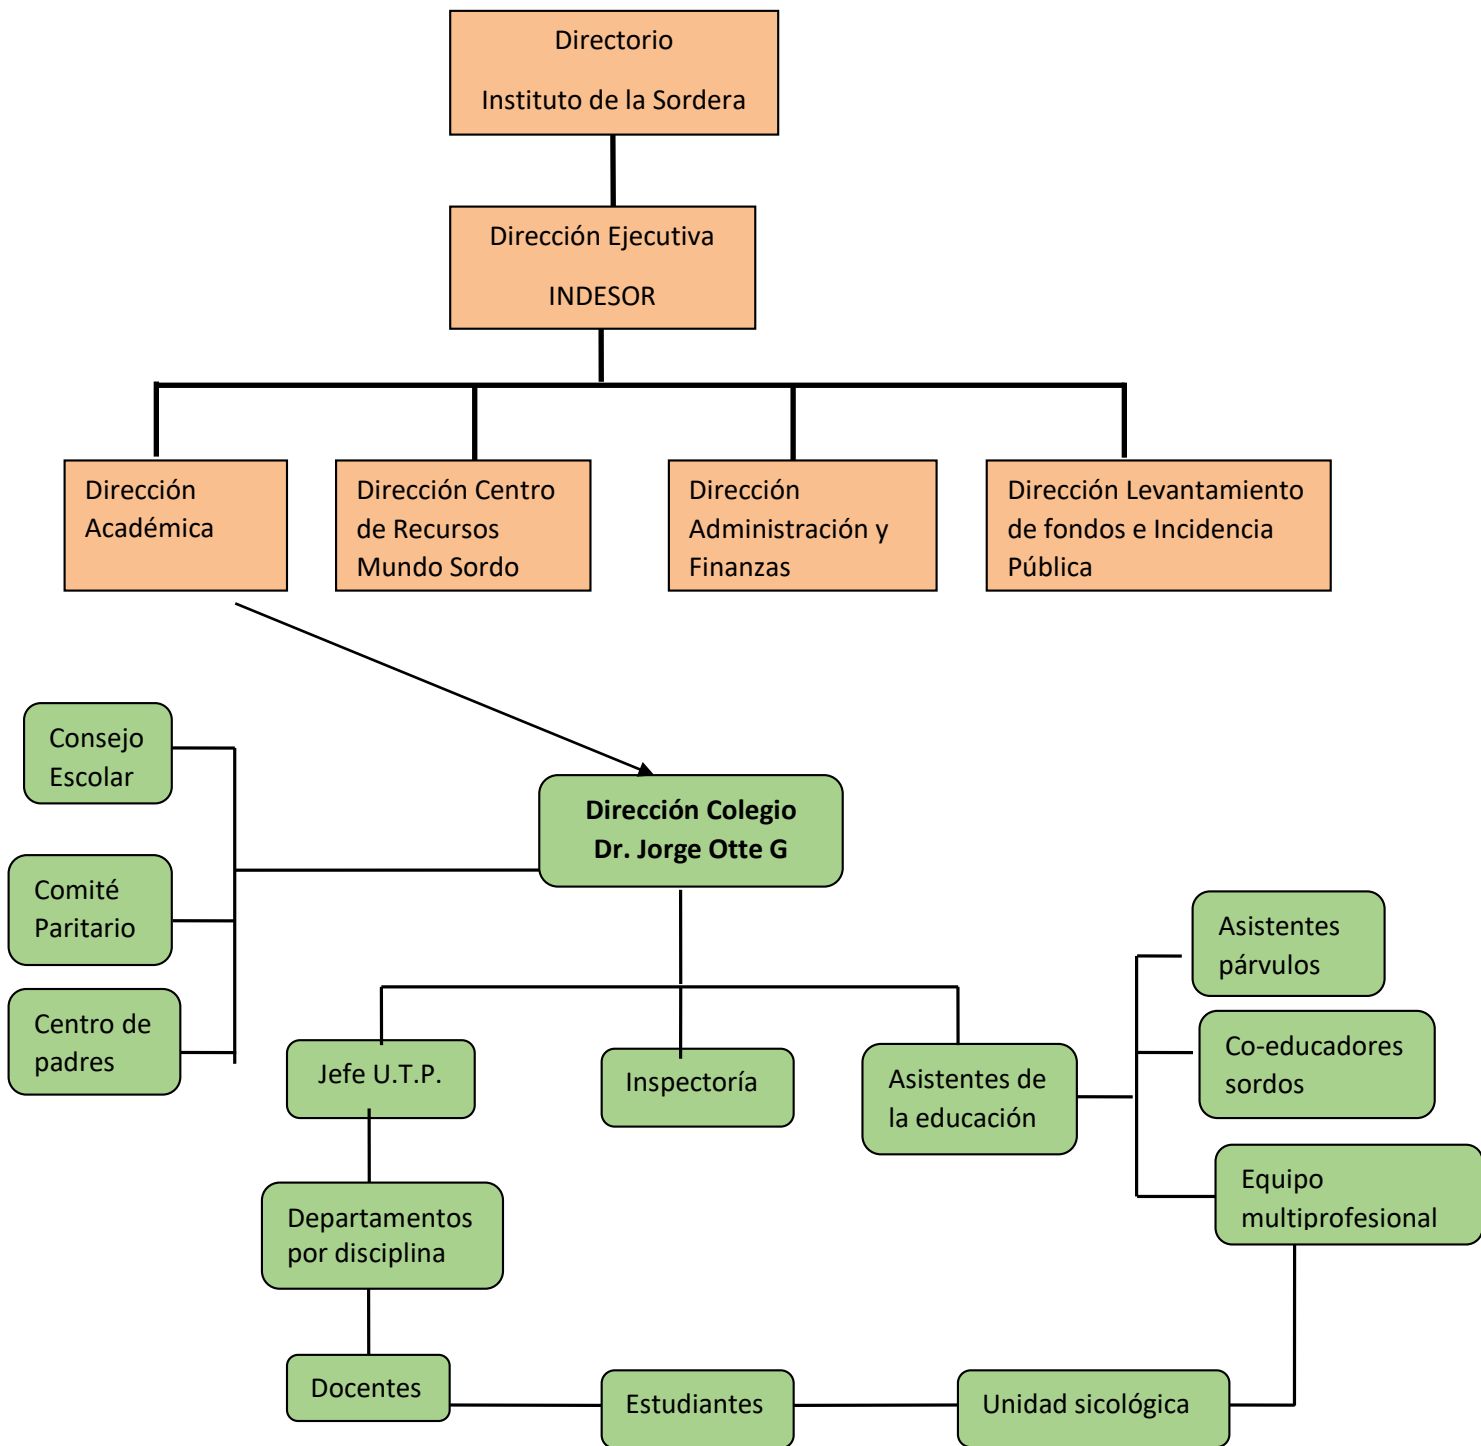 Directorio
Instituto de la Sordera
Dirección Ejecutiva
INDESOR
Dirección
Académica
Dirección Centro
de Recursos
Mundo Sordo
Dirección
Administración y
Finanzas
Dirección Levantamiento
de fondos e Incidencia
Pública
Consejo
Escolar
Dirección Colegio
Dr. Jorge Otte G
Comité
Paritario
Centro de
padres
Asistentes
párvulos
Co-educadores
sordos
Jefe U.T.P.
Inspectoría
Asistentes de
la educación
Equipo
multiprofesional
Departamentos
por disciplina
Docentes
Estudiantes
Unidad sicológica